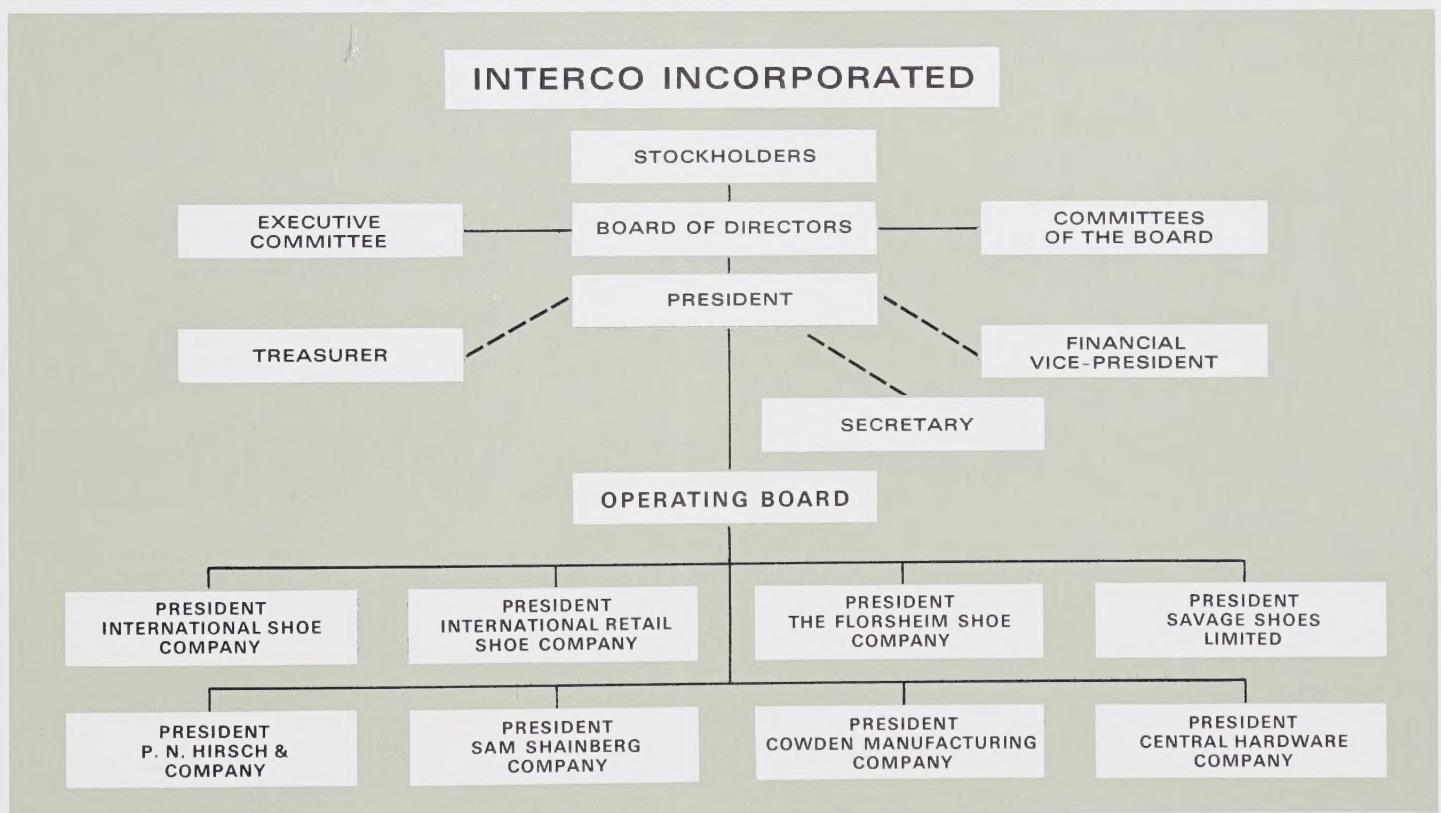 INTERCO INCORPORATED
STOCKHOLDERS
EXECUTIVE
COMMITTEE
BOARD OF DIRECTORS
COMMITTEES
OF THE BOARD
PRESIDENT
TREASURER
FINANCIAL
VICE-PRESIDENT
SECRETARY
OPERATING BOARD
PRESIDENT
INTERNATIONAL SHOE
COMPANY
PRESIDENT
INTERNATIONAL RETAIL
SHOE COMPANY
PRESIDENT
THE FLORSHEIM SHOE
COMPANY
PRESIDENT
SAVAGE SHOES
LIMITED
PRESIDENT
P. N. HIRSCH &
COMPANY
PRESIDENT
SAM SHAINBERG
COMPANY
PRESIDENT
COWDEN MANUFACTURING
COMPANY
PRESIDENT
CENTRAL HARDWARE
COMPANY